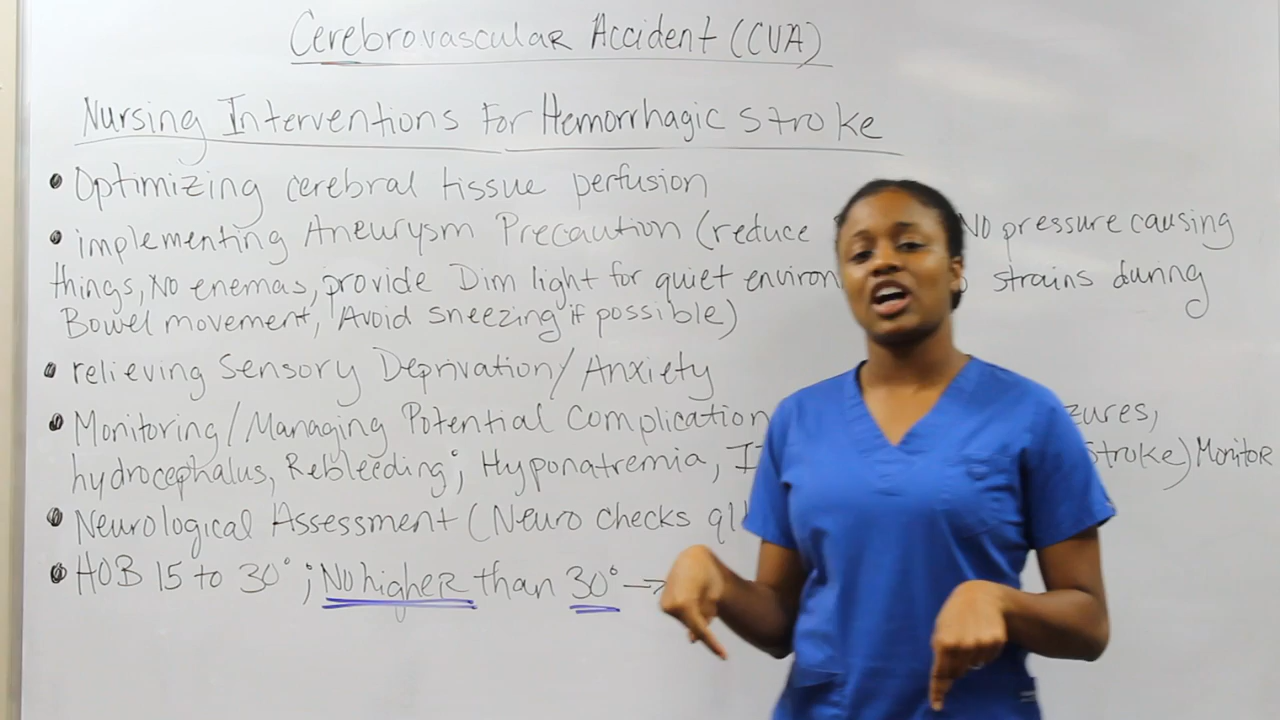 Cerebrovascular Accident (CVA)
Nursing Interventions for Hemorrhagic stroke
• Optimizing cerebral tissue perfusion
• implementing Aneurysm Precaution (reduce No pressure causing
things, No enemas, provide Dim light for quiet strains during
Bowel movement, Avoid sneezing if possible)
• relieving Sensory Deprivation/Anxiety
• Monitoring/Managing Potential Complication
hydrocephalus, Rebleeding; Hyponatremia, Stroke) Monitor
• Neurological Assessment (Neuro checks
• HOB 15 to 30°; No higher than 30° →